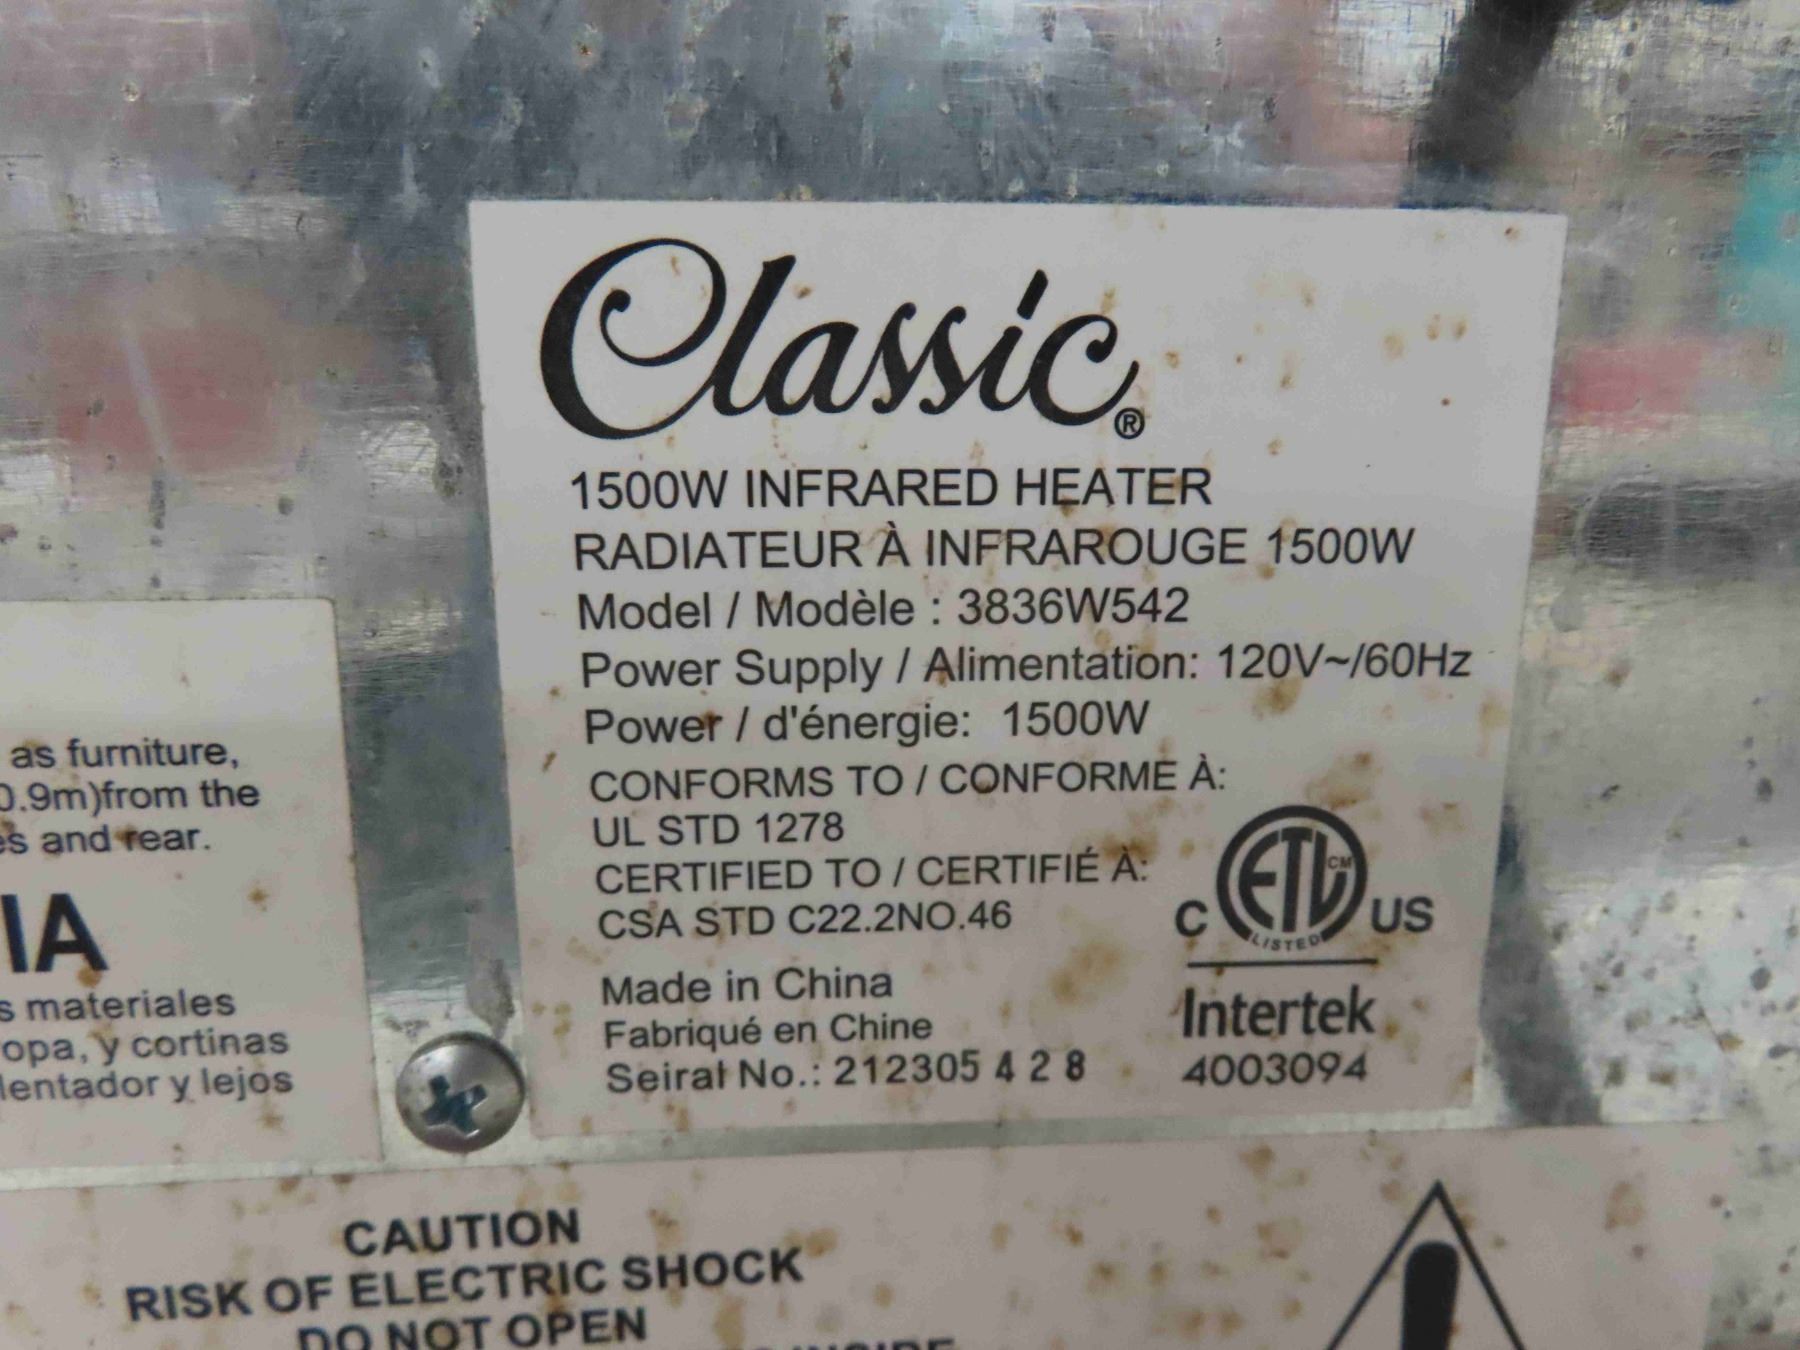 Classic®
1500W INFRARED HEATER
RADIATEUR À INFRAROUGE 1500W
Model / Modèle : 3836W542
Power Supply / Alimentation: 120V~/60Hz
Power / d'énergie: 1500W
CONFORMS TO / CONFORME À:
UL STD 1278
CERTIFIED TO / CERTIFIÉ À:
CSA STD C22.2NO.46
C ETL CM US
LISTED
Intertek
4003094
Made in China
Fabriqué en Chine
Seiral No.: 212305 4 2 8
as furniture,
0.9m)from the
es and rear.
IA
s materiales
opa, y cortinas
lentador y lejos
CAUTION
RISK OF ELECTRIC SHOCK
DO NOT OPEN